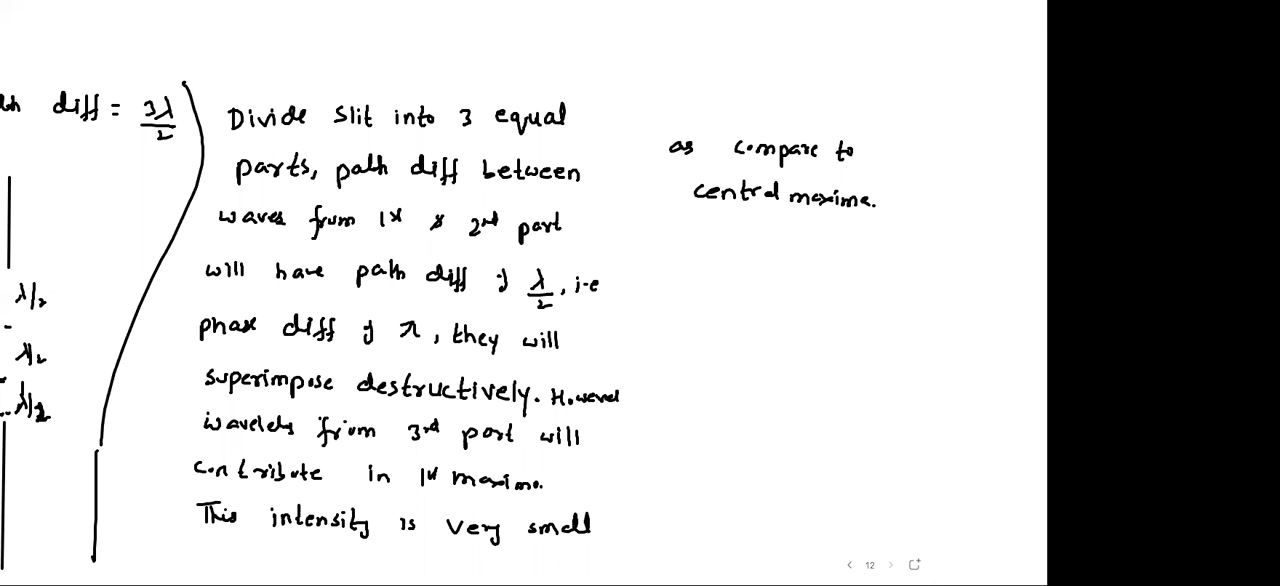 th diff = 3λ/2
λ/2
λ/2
λ/2
Divide slit into 3 equal
parts, path diff between
waves from 1st & 2nd part
will have path diff of λ/2, i.e
phase diff of π, they will
superimpose destructively. However
wavelets from 3rd part will
contribute in 1st maxima.
This intensity is very small
as compare to
central maxima.
12